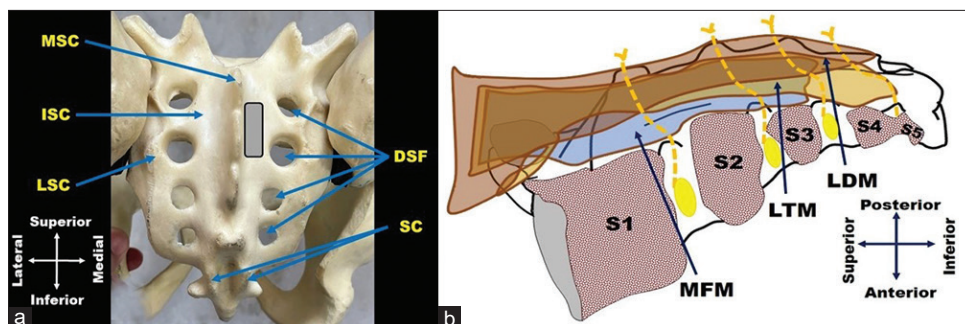 MSC
ISC
LSC
DSF
SC
Superior
Lateral
Medial
Inferior
a
S1
S2
S3
S4
S5
LDM
LTM
MFM
Posterior
Superior
Inferior
Anterior
b